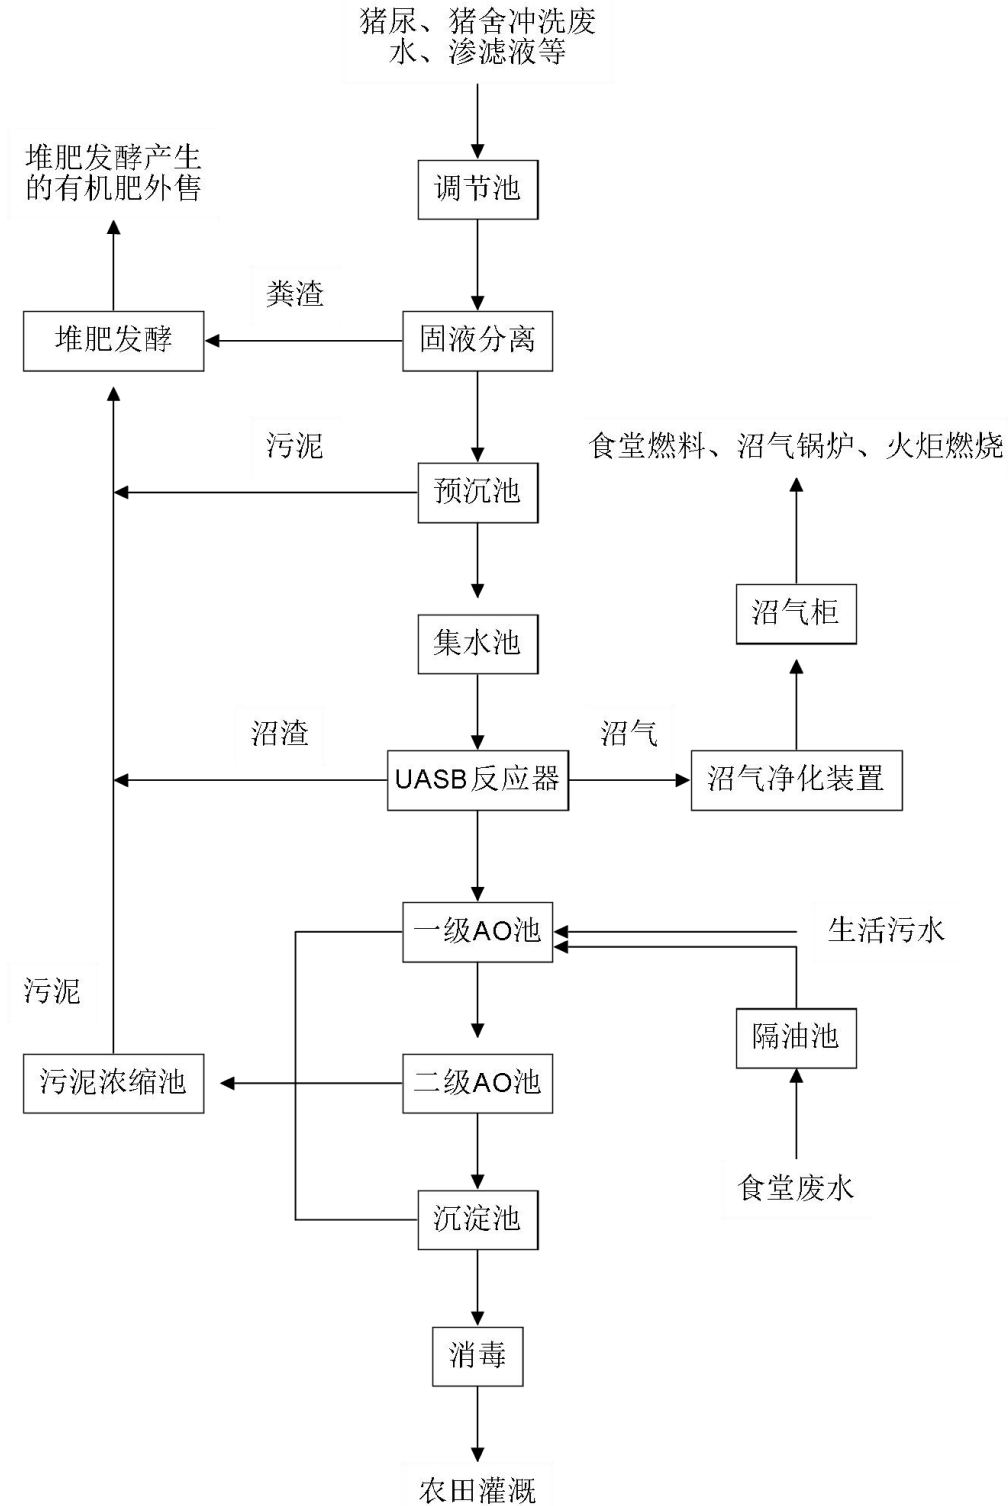 猪尿、猪舍冲洗废
水、渗滤液等
堆肥发酵产生
的有机肥外售
调节池
粪渣
堆肥发酵
固液分离
污泥
食堂燃料、沼气锅炉、火炬燃烧
预沉池
沼气柜
集水池
沼渣
沼气
UASB反应器
沼气净化装置
一级AO池
生活污水
污泥
隔油池
污泥浓缩池
二级AO池
食堂废水
沉淀池
消毒
农田灌溉